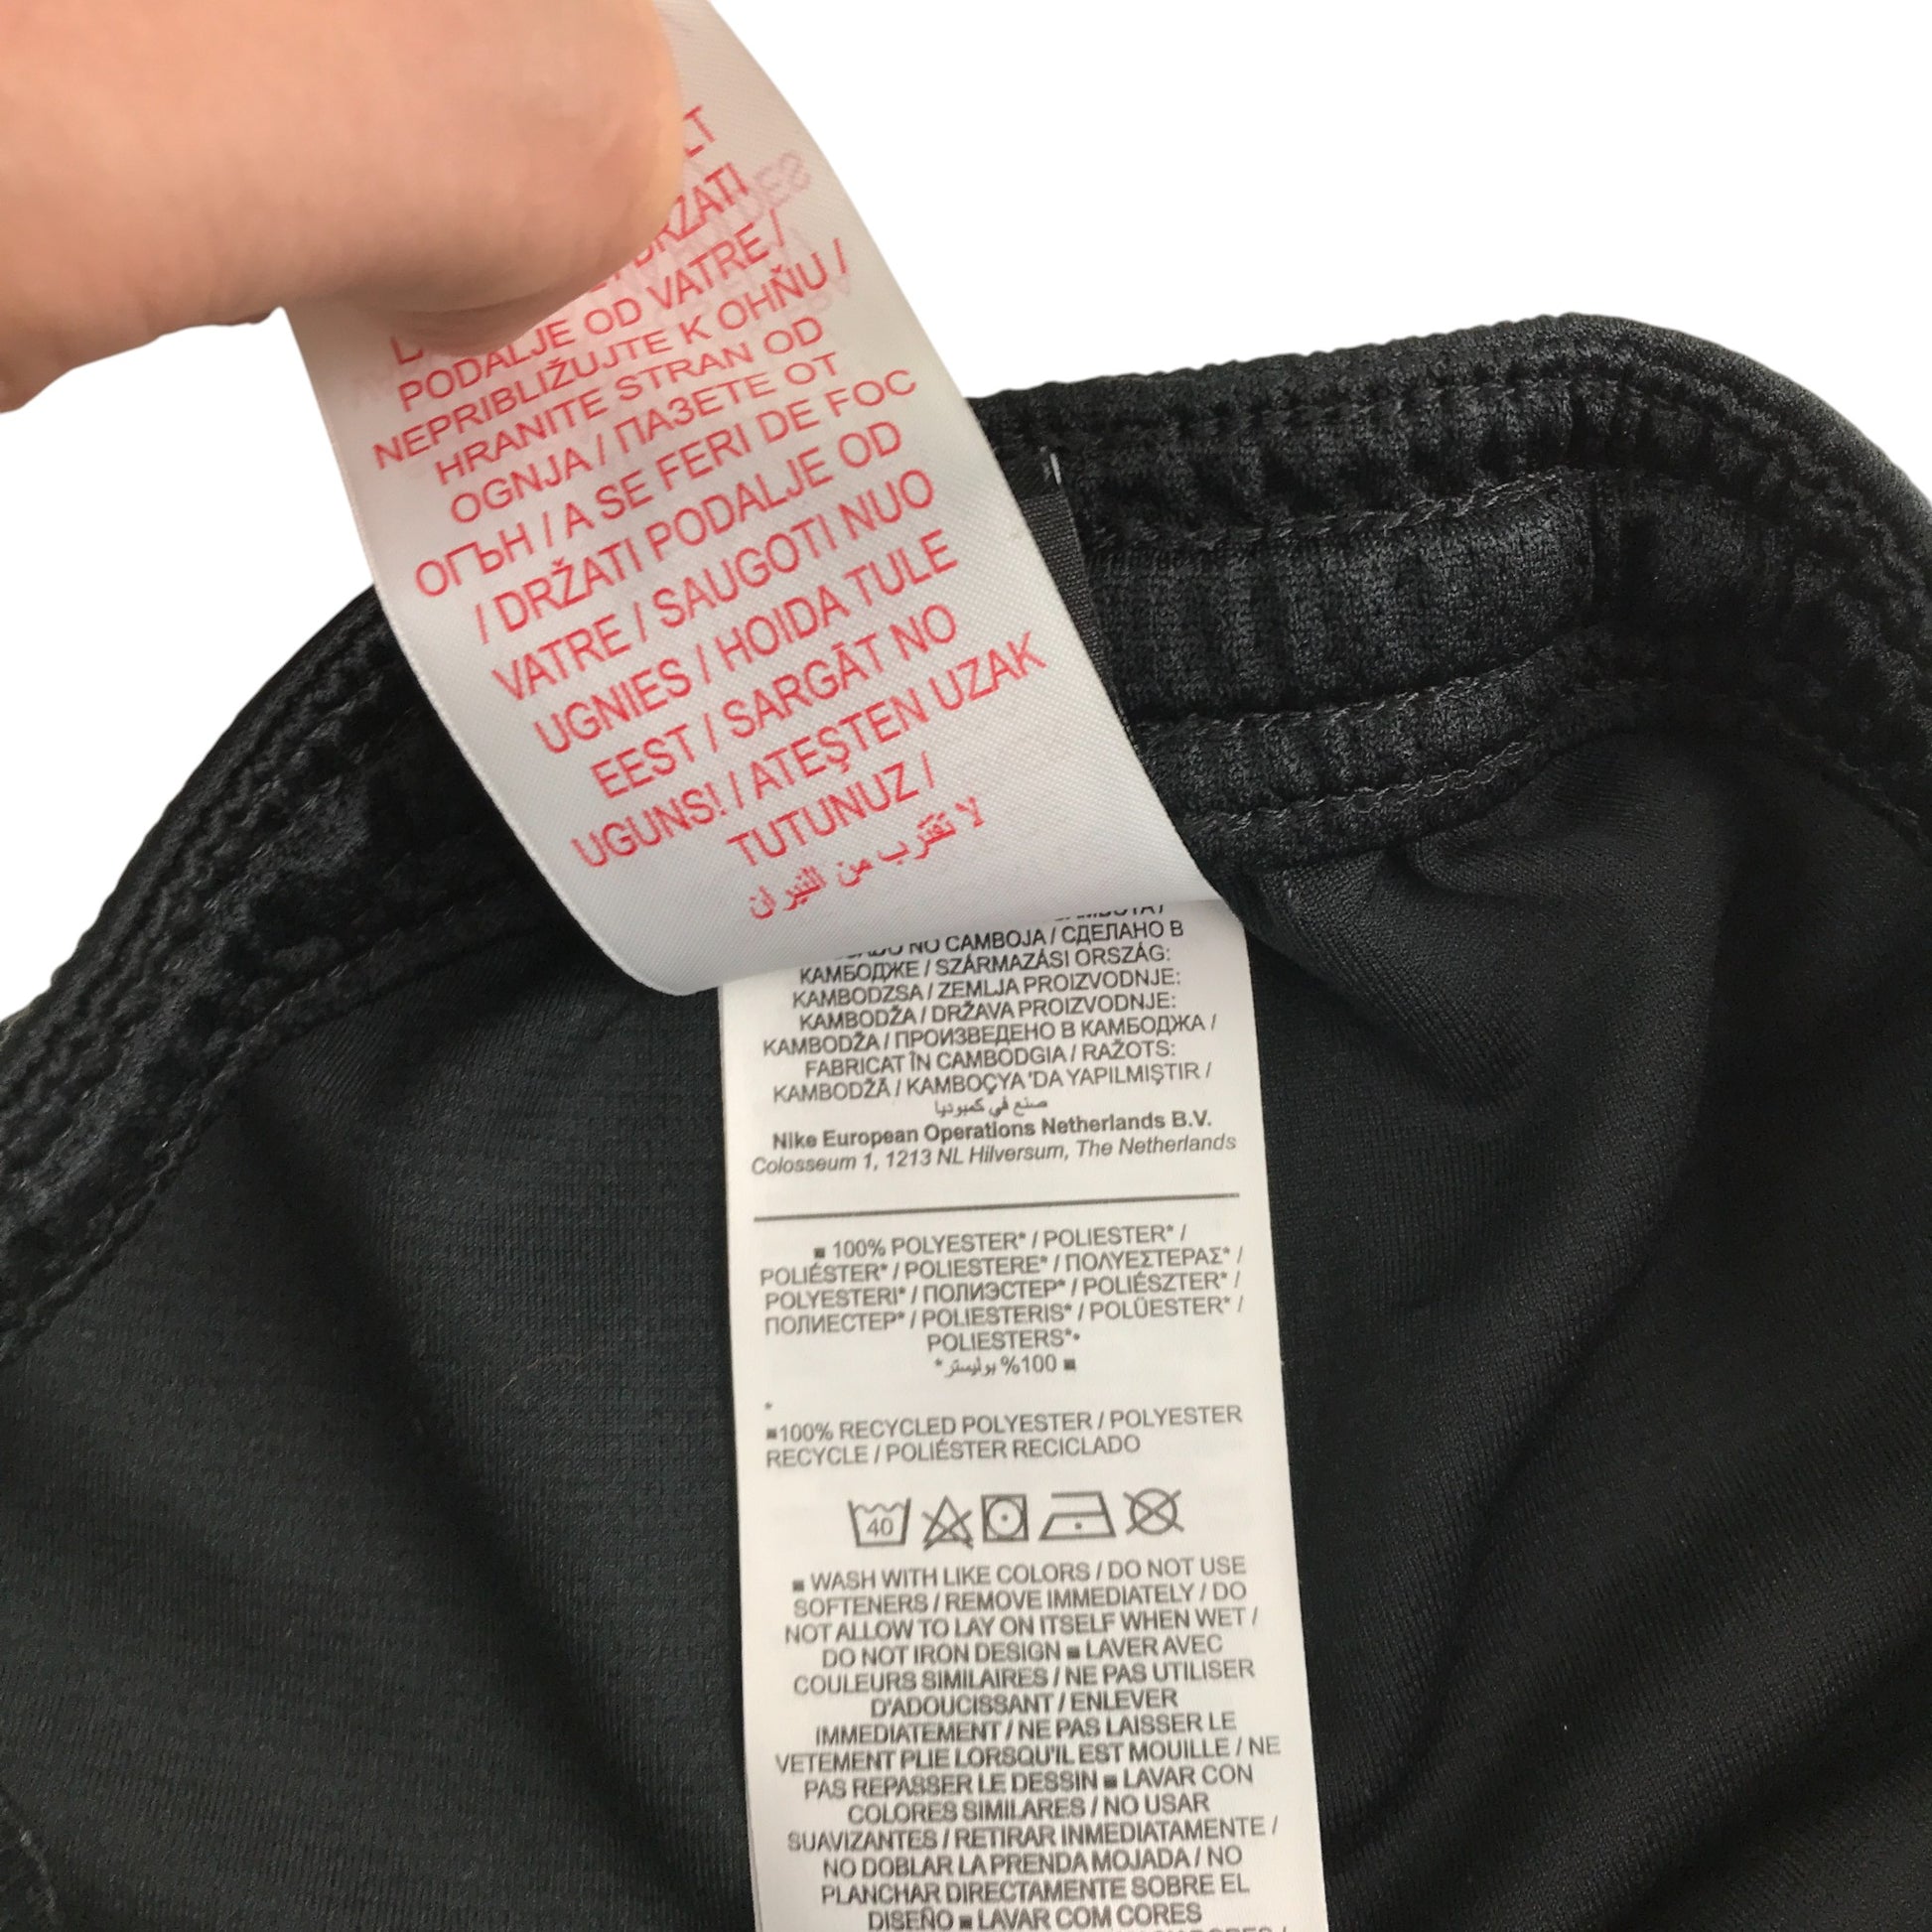 PODALJE OD VATRE /
NEPRIBLIŽUJTE K OHŇU /
HRANITE STRAN OD
OGNJA / ПАЗЕТЕ ОТ
ОГЪН / A SE FERI DE FOC
/ DRŽATI PODALJE OD
VATRE / SAUGOTI NUO
UGNIES / HOIDA TULE
EEST / SARGĀT NO
UGUNS! / ATEŞTEN UZAK
TUTUNUZ /
لا تقترب من النيران
NO CAMBOJA / СДЕЛАНО В
КАМБОДЖЕ / SZÁRMAZÁSI ORSZÁG:
KAMBODZSA / ZEMLJA PROIZVODNJE:
KAMBODŽA / DRŽAVA PROIZVODNJE:
KAMBODŽA / ПРОИЗВЕДЕНО В КАМБОДЖА /
FABRICAT ÎN CAMBODGIA / RAŽOTS:
KAMBODŽĀ / KAMBOÇYA 'DA YAPILMIŞTIR /
صنع في كمبوديا
Nike European Operations Netherlands B.V.
Colosseum 1, 1213 NL Hilversum, The Netherlands
■ 100% POLYESTER* / POLIESTER* /
POLIÉSTER* / POLIESTERE* / ΠΟΛΥΕΣΤΕΡΑΣ* /
POLYESTERI* / ПОЛИЭСТЕР* / POLIÉSZTER* /
ПОЛИЕСТЕР* / POLIESTERIS* / POLÜESTER* /
POLIESTERS*•
■ 100% بوليستر *
*
■100% RECYCLED POLYESTER / POLYESTER
RECYCLE / POLIÉSTER RECICLADO
40
■ WASH WITH LIKE COLORS / DO NOT USE
SOFTENERS / REMOVE IMMEDIATELY / DO
NOT ALLOW TO LAY ON ITSELF WHEN WET /
DO NOT IRON DESIGN ■ LAVER AVEC
COULEURS SIMILAIRES / NE PAS UTILISER
D'ADOUCISSANT / ENLEVER
IMMEDIATEMENT / NE PAS LAISSER LE
VETEMENT PLIE LORSQU'IL EST MOUILLE / NE
PAS REPASSER LE DESSIN ■ LAVAR CON
COLORES SIMILARES / NO USAR
SUAVIZANTES / RETIRAR INMEDIATAMENTE /
NO DOBLAR LA PRENDA MOJADA / NO
PLANCHAR DIRECTAMENTE SOBRE EL
DISEÑO ■ LAVAR COM CORES